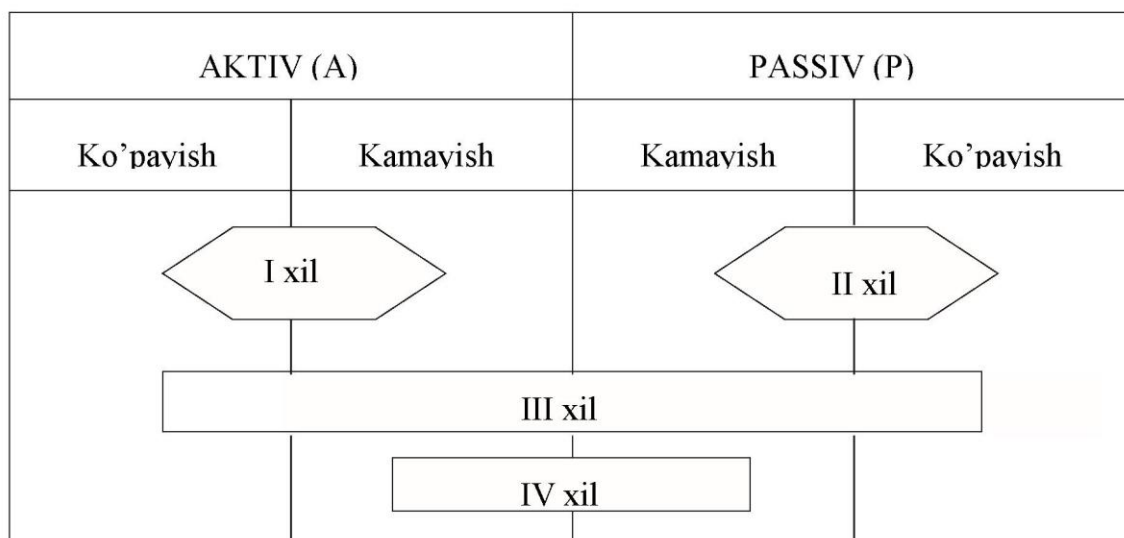 AKTIV (A) PASSIV (P)
Ko’payish Kamayish Kamayish Ko’payish
I xil II xil
III xil
IV xil